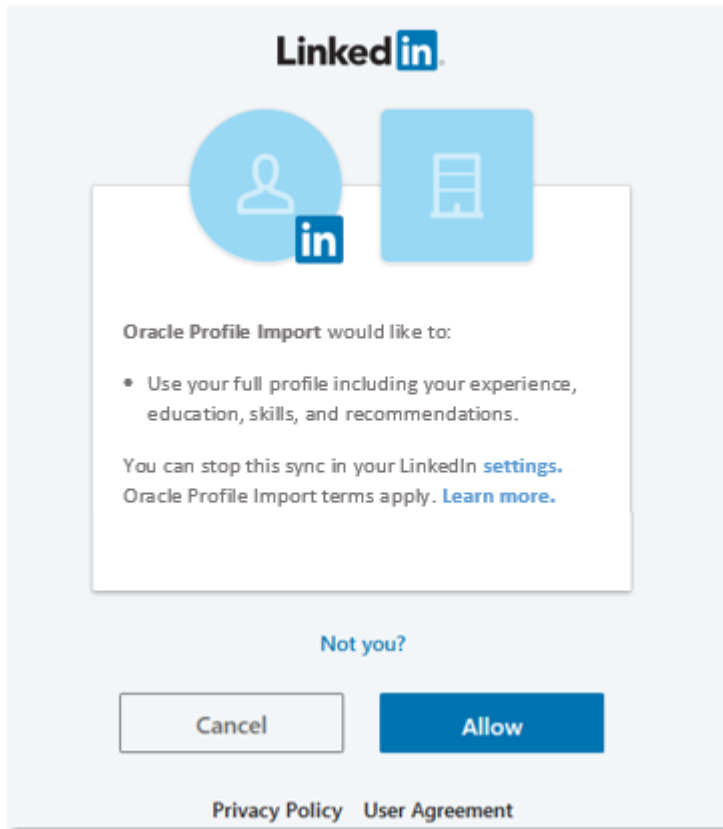 Linked in
in
Oracle Profile Import would like to:
• Use your full profile including your experience,
education, skills, and recommendations.
You can stop this sync in your LinkedIn settings.
Oracle Profile Import terms apply. Learn more.
Not you?
Cancel Allow
Privacy Policy User Agreement